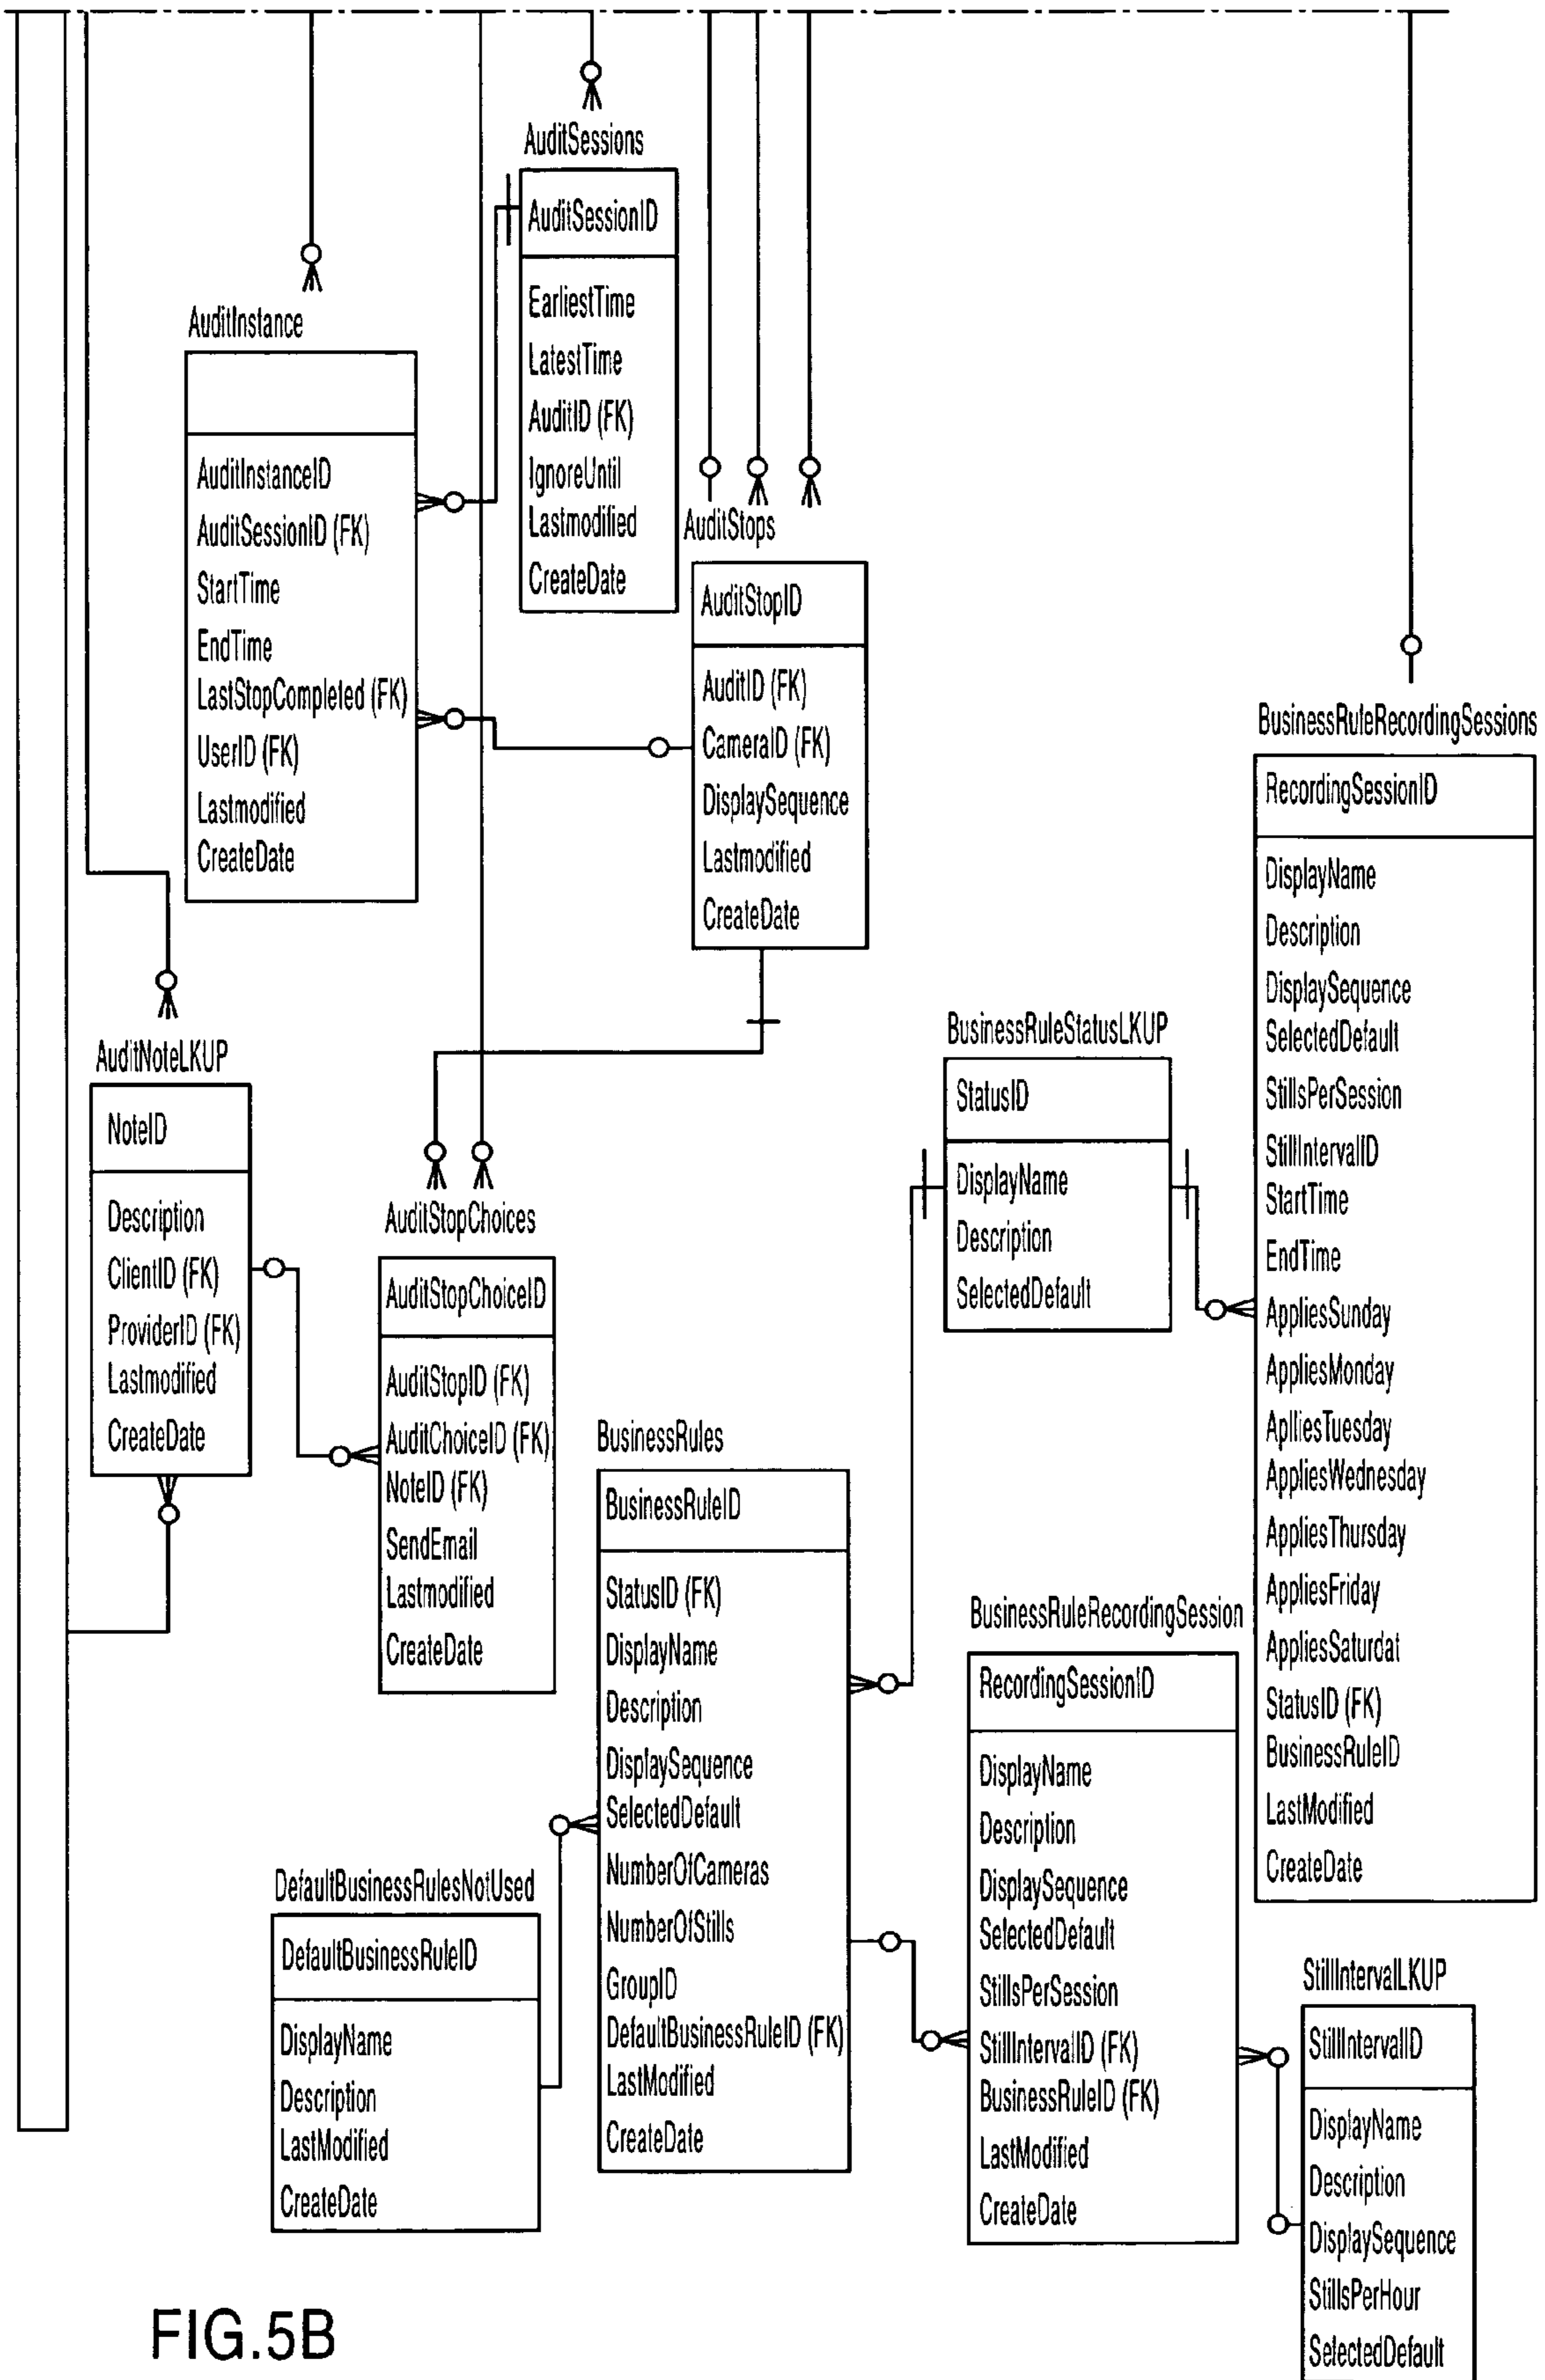 AuditSessions
AuditSessionID
EarliestTime
LatestTime
AuditID (FK)
IgnoreUntil
Lastmodified
CreateDate
AuditInstance
AuditInstanceID
AuditSessionID (FK)
StartTime
EndTime
LastStopCompleted (FK)
UserID (FK)
Lastmodified
CreateDate
AuditStops
AuditStopID
AuditID (FK)
CameraID (FK)
DisplaySequence
Lastmodified
CreateDate
BusinessRuleRecordingSessions
RecordingSessionID
DisplayName
Description
DisplaySequence
SelectedDefault
StillsPerSession
StillIntervalID
StartTime
EndTime
AppliesSunday
AppliesMonday
AplliesTuesday
AppliesWednesday
AppliesThursday
AppliesFriday
AppliesSaturdat
StatusID (FK)
BusinessRuleID
LastModified
CreateDate
AuditNoteLKUP
NoteID
Description
ClientID (FK)
ProviderID (FK)
Lastmodified
CreateDate
BusinessRuleStatusLKUP
StatusID
DisplayName
Description
SelectedDefault
AuditStopChoices
AuditStopChoiceID
AuditStopID (FK)
AuditChoiceID (FK)
NoteID (FK)
SendEmail
Lastmodified
CreateDate
BusinessRules
BusinessRuleID
StatusID (FK)
DisplayName
Description
DisplaySequence
SelectedDefault
NumberOfCameras
NumberOfStills
GroupID
DefaultBusinessRuleID (FK)
LastModified
CreateDate
BusinessRuleRecordingSession
RecordingSessionID
DisplayName
Description
DisplaySequence
SelectedDefault
StillsPerSession
StillIntervalID (FK)
BusinessRuleID (FK)
LastModified
CreateDate
DefaultBusinessRulesNotUsed
DefaultBusinessRuleID
DisplayName
Description
LastModified
CreateDate
StillIntervalLKUP
StillIntervalID
DisplayName
Description
DisplaySequence
StillsPerHour
SelectedDefault
FIG.5B